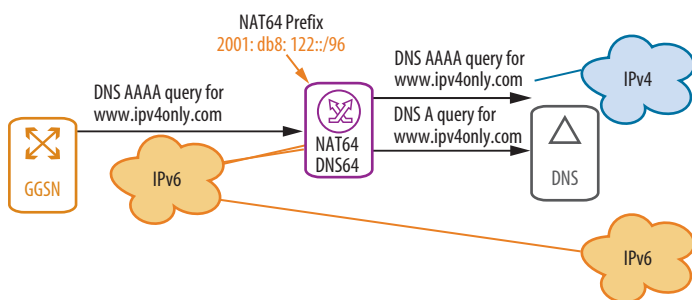 NAT64 Prefix
2001: db8: 122::/96
DNS AAAA query for
www.ipv4only.com
DNS AAAA query for
www.ipv4only.com
IPv4
DNS A query for
www.ipv4only.com
NAT64
DNS64
GGSN
IPv6
DNS
IPv6